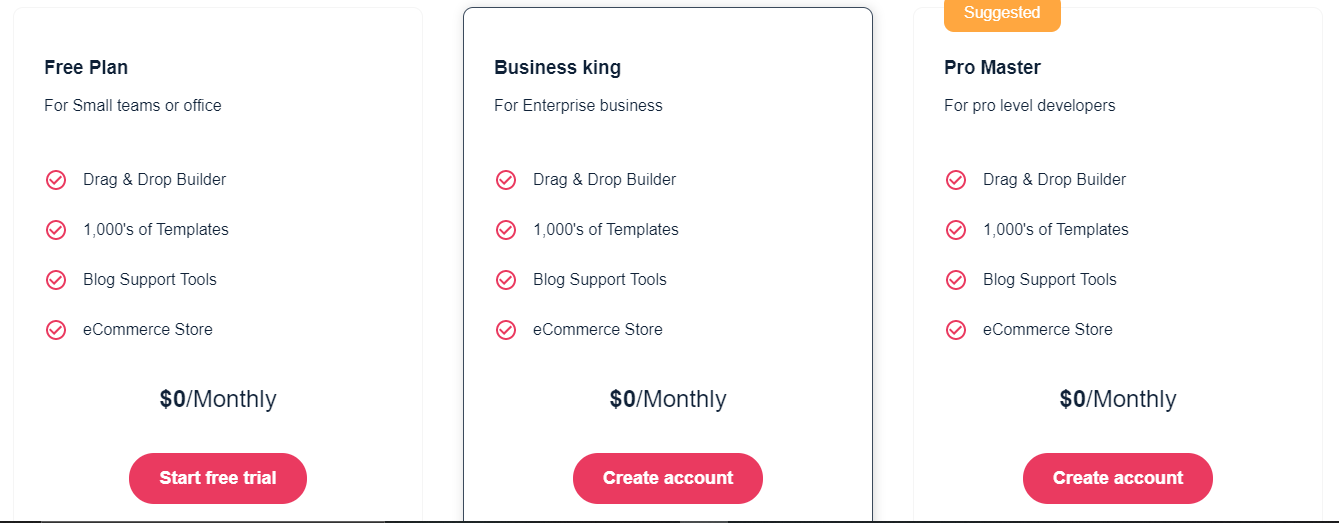 Free Plan
For Small teams or office
Drag & Drop Builder
1,000's of Templates
Blog Support Tools
eCommerce Store
$0/Monthly
Start free trial
Business king
For Enterprise business
Drag & Drop Builder
1,000's of Templates
Blog Support Tools
eCommerce Store
$0/Monthly
Create account
Suggested
Pro Master
For pro level developers
Drag & Drop Builder
1,000's of Templates
Blog Support Tools
eCommerce Store
$0/Monthly
Create account